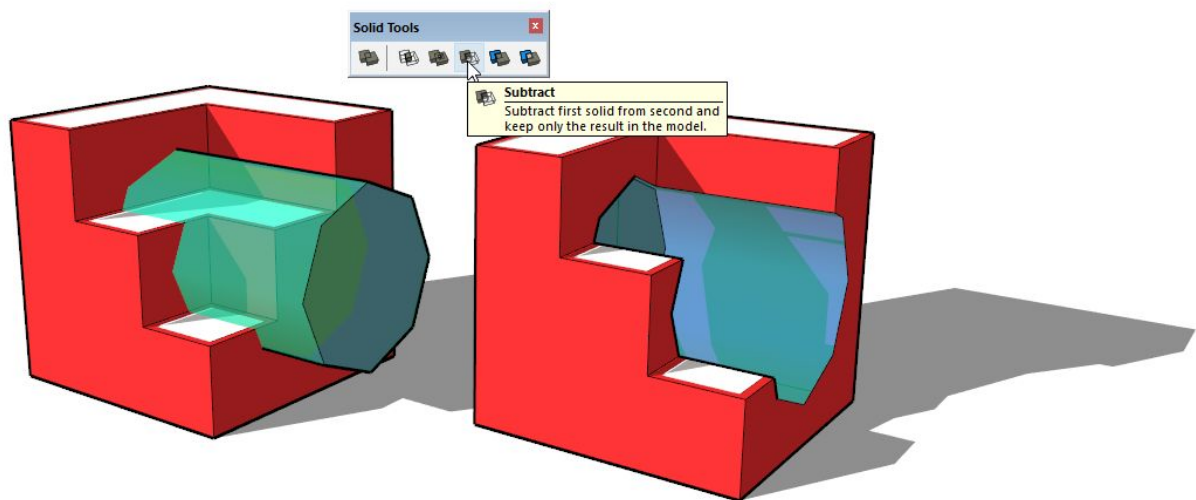 Solid Tools
Subtract
Subtract first solid from second and
keep only the result in the model.